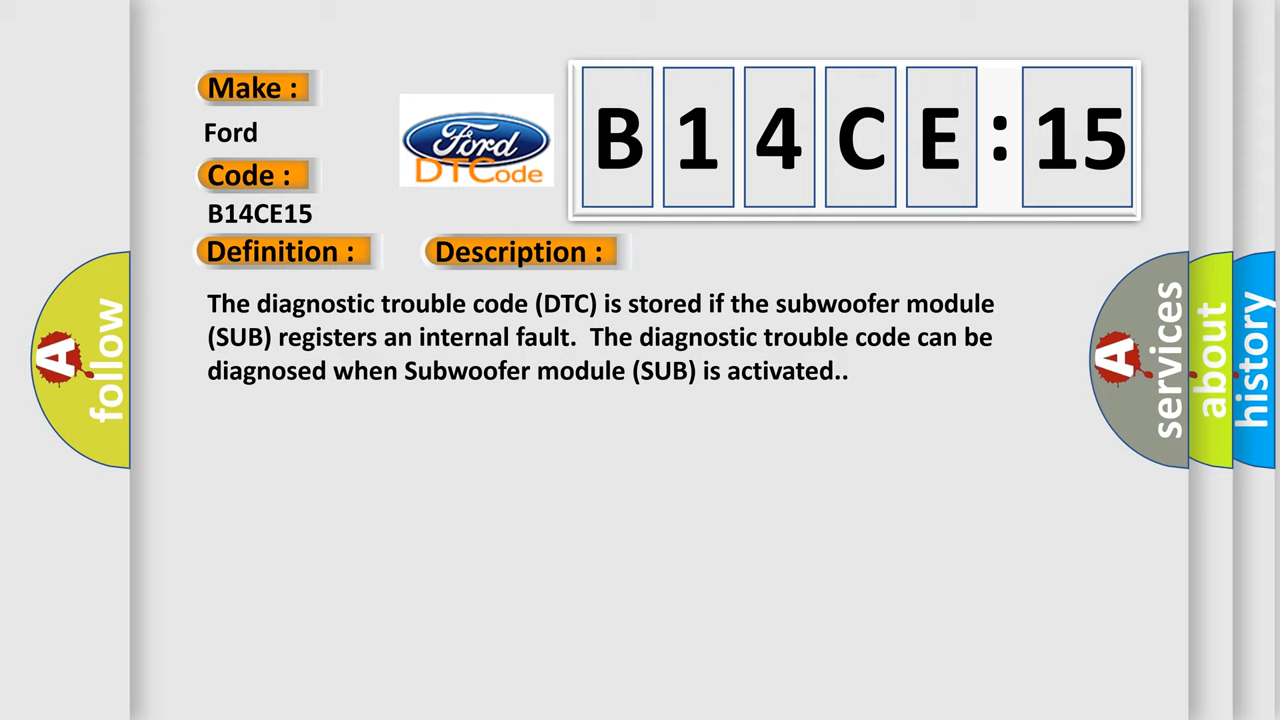 Make :
Ford
Code :
B14CE15
Ford
DTCode
B14CE:15
Definition :
Description :
The diagnostic trouble code (DTC) is stored if the subwoofer module
(SUB) registers an internal fault. The diagnostic trouble code can be
diagnosed when Subwoofer module (SUB) is activated..
A
follow
A
services
about
history